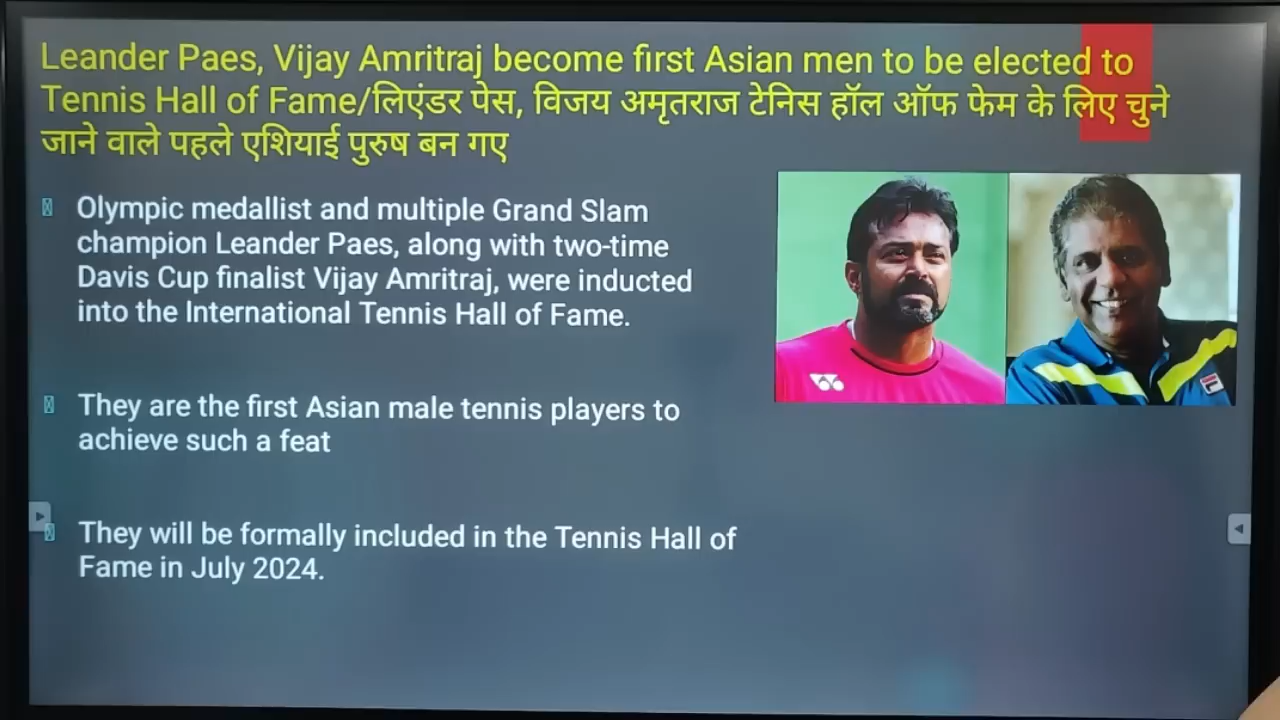 Leander Paes, Vijay Amritraj become first Asian men to be elected to
Tennis Hall of Fame/लिएंडर पेस, विजय अमृतराज टेनिस हॉल ऑफ फेम के लिए चुने
जाने वाले पहले एशियाई पुरुष बन गए
Olympic medallist and multiple Grand Slam
champion Leander Paes, along with two-time
Davis Cup finalist Vijay Amritraj, were inducted
into the International Tennis Hall of Fame.
They are the first Asian male tennis players to
achieve such a feat
They will be formally included in the Tennis Hall of
Fame in July 2024.